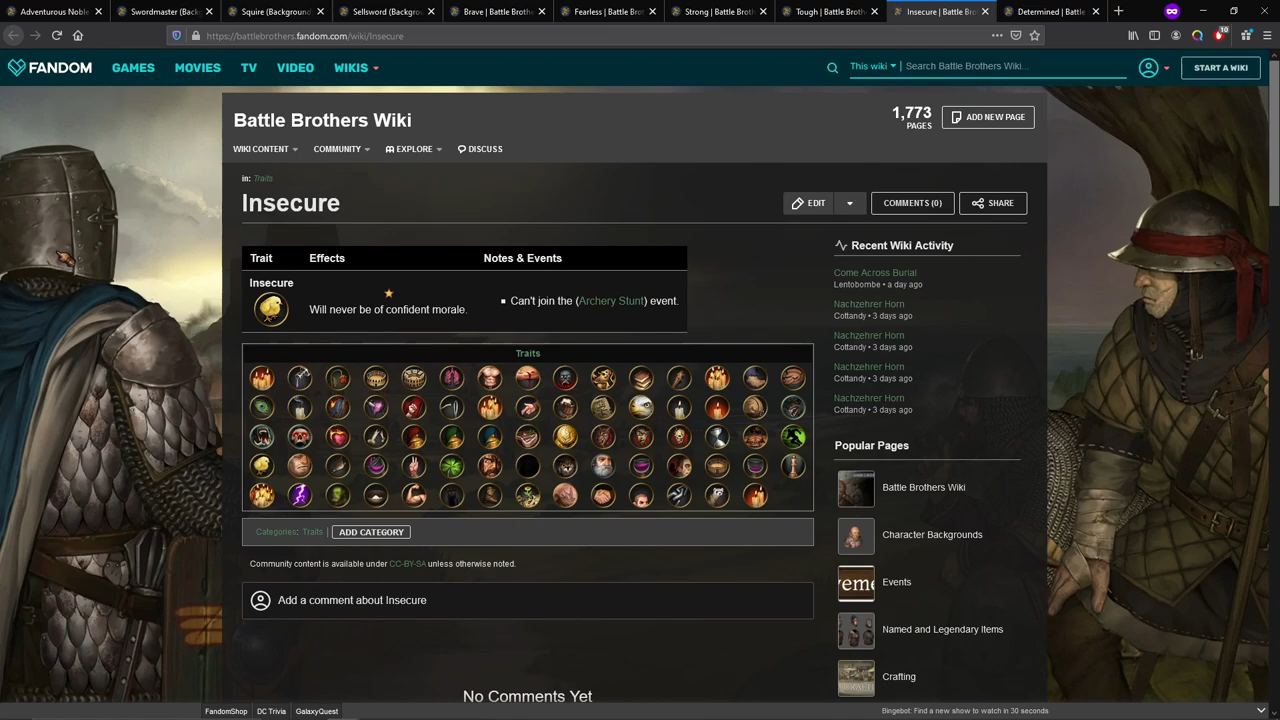 Adventurous Noble
Swordmaster (Back
Squire (Background
Sellsword (Backgro
Brave | Battle Broth
Fearless | Battle Bro
Strong | Battle Broth
Tough | Battle Broth
Insecure | Battle Bro
Determined | Battle
https://battlebrothers.fandom.com/wiki/Insecure
10
FANDOM
GAMES
MOVIES
TV
VIDEO
WIKIS
This wiki
Search Battle Brothers Wiki...
START A WIKI
Battle Brothers Wiki
1,773
PAGES
ADD NEW PAGE
WIKI CONTENT
COMMUNITY
EXPLORE
DISCUSS
in: Traits
Insecure
EDIT
COMMENTS (0)
SHARE
Trait Effects Notes & Events
Insecure
Will never be of confident morale.
Can't join the (Archery Stunt) event.
Traits
Categories: Traits
ADD CATEGORY
Community content is available under CC-BY-SA unless otherwise noted.
Add a comment about Insecure
No Comments Yet
Recent Wiki Activity
Come Across Burial
Lentobombe • a day ago
Nachzehrer Horn
Cottandy • 3 days ago
Nachzehrer Horn
Cottandy • 3 days ago
Nachzehrer Horn
Cottandy • 3 days ago
Nachzehrer Horn
Cottandy • 3 days ago
Popular Pages
Battle Brothers Wiki
Character Backgrounds
Events
Named and Legendary Items
Crafting
FandomShop
DC Trivia
GalaxyQuest
Bingebot: Find a new show to watch in 30 seconds